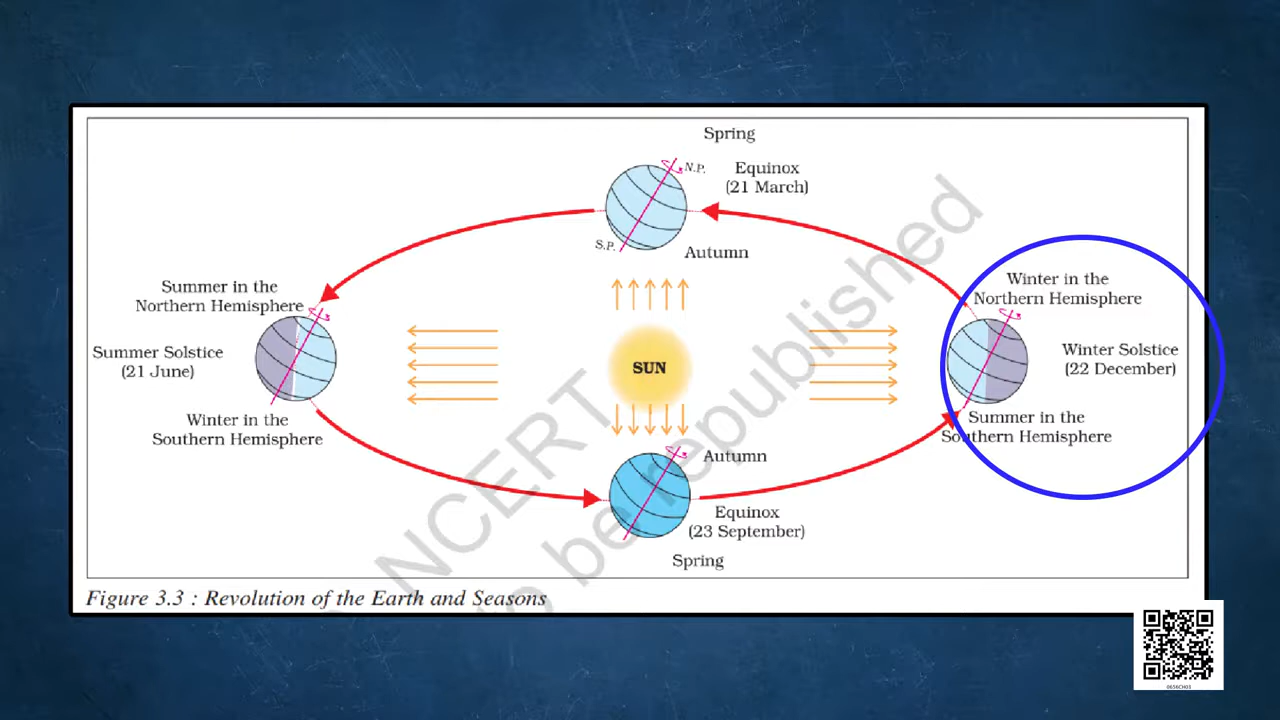 Spring
N.P.
Equinox
(21 March)
S.P.
Autumn
Summer in the
Northern Hemisphere
Summer Solstice
(21 June)
Winter in the
Southern Hemisphere
SUN
Winter in the
Northern Hemisphere
Winter Solstice
(22 December)
Summer in the
Southern Hemisphere
Autumn
Equinox
(23 September)
Spring
NCERT
to be republished
Figure 3.3 : Revolution of the Earth and Seasons